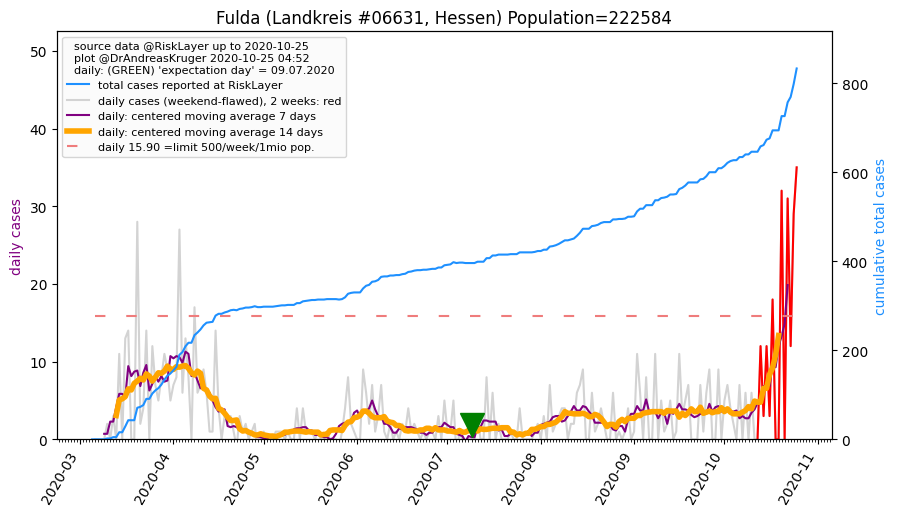 Fulda (Landkreis #06631, Hessen) Population=222584
source data @RiskLayer up to 2020-10-25
plot @DrAndreasKruger 2020-10-25 04:52
daily: (GREEN) 'expectation day' = 09.07.2020
total cases reported at RiskLayer
daily cases (weekend-flawed), 2 weeks: red
daily: centered moving average 7 days
daily: centered moving average 14 days
daily 15.90 =limit 500/week/1mio pop.
daily cases
50
40
30
20
10
0
cumulative total cases
800
600
400
200
0
2020-03
2020-04
2020-05
2020-06
2020-07
2020-08
2020-09
2020-10
2020-11